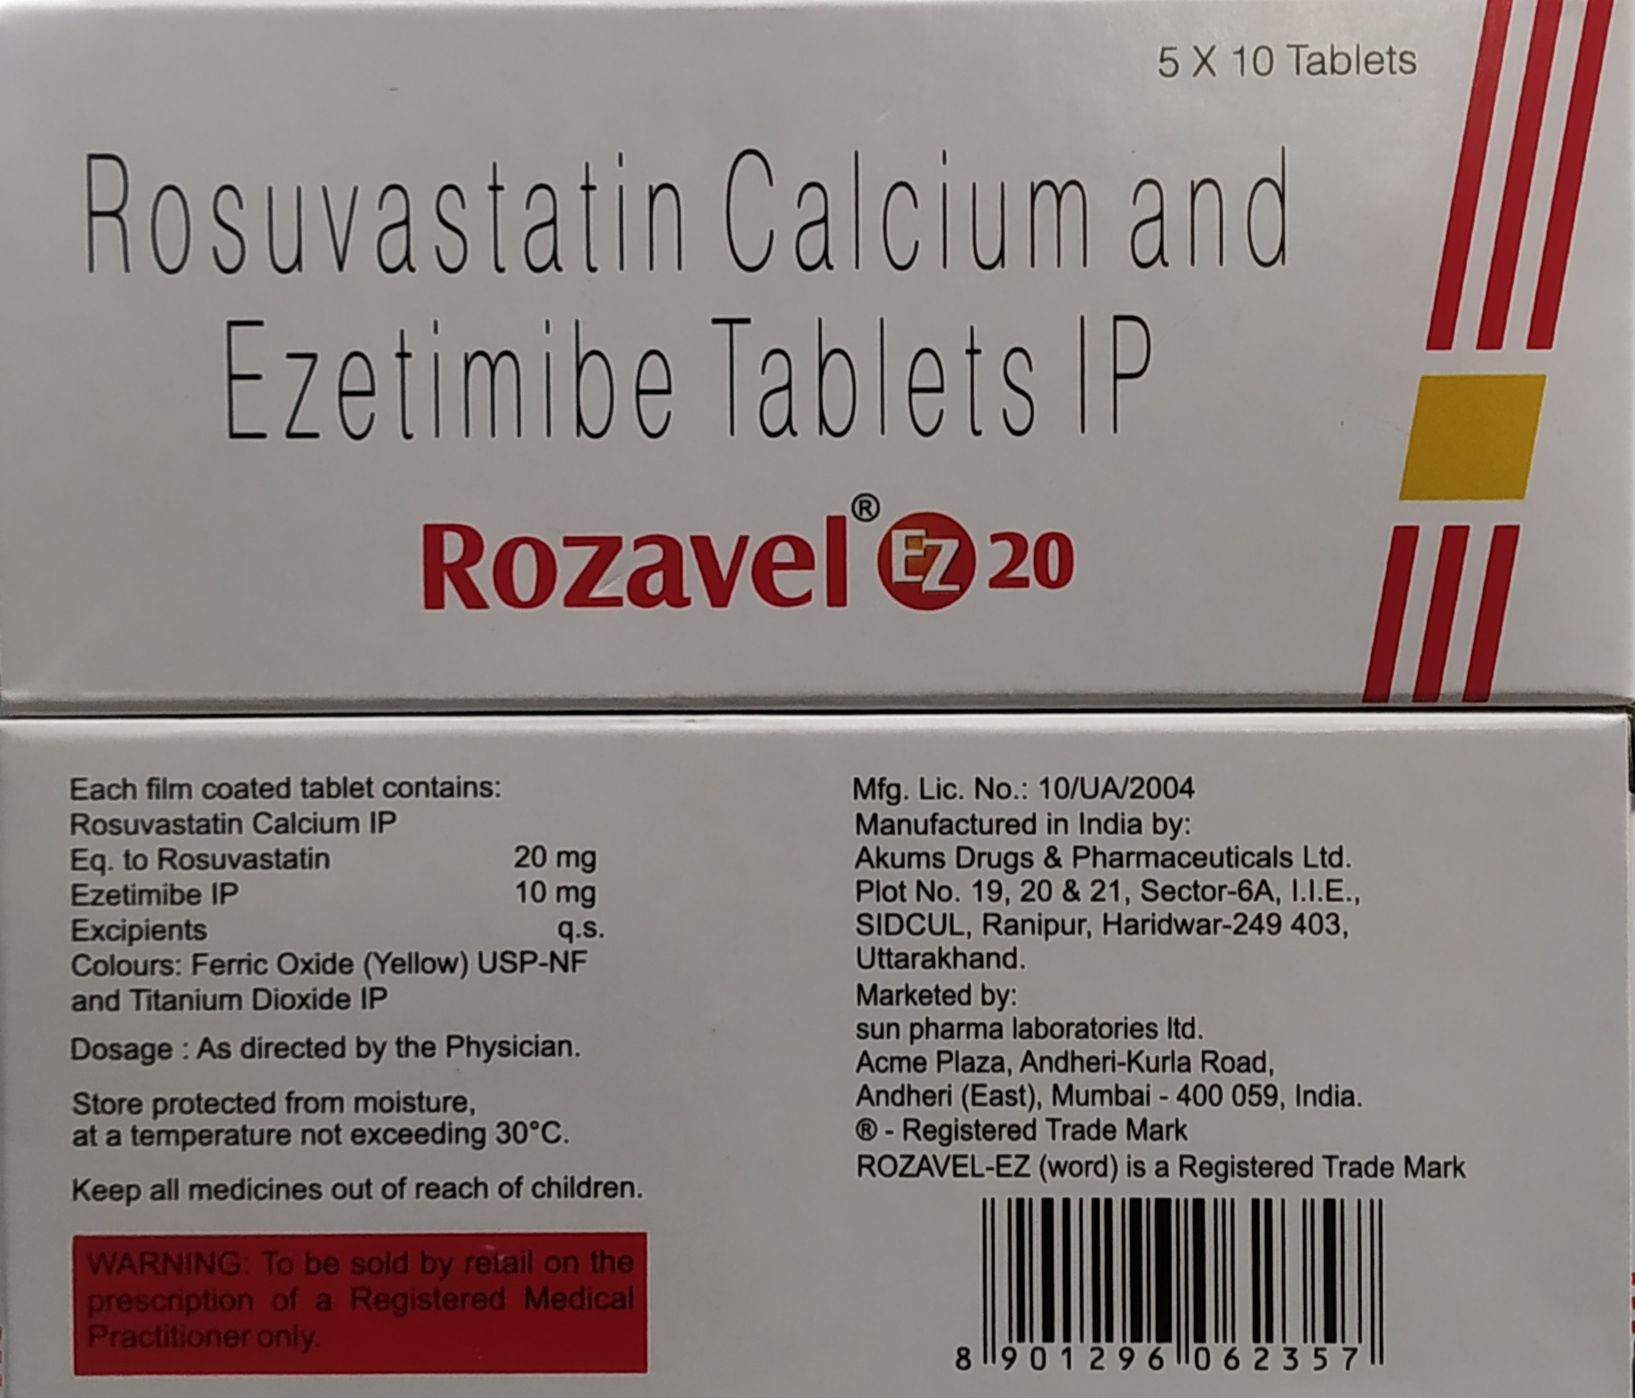 5 X 10 Tablets
Rosuvastatin Calcium and
Ezetimibe Tablets IP
Rozavel® EZ 20
Each film coated tablet contains:
Rosuvastatin Calcium IP
Eq. to Rosuvastatin 20 mg
Ezetimibe IP 10 mg
Excipients q.s.
Colours: Ferric Oxide (Yellow) USP-NF
and Titanium Dioxide IP
Dosage : As directed by the Physician.
Store protected from moisture,
at a temperature not exceeding 30°C.
Keep all medicines out of reach of children.
WARNING: To be sold by retail on the
prescription of a Registered Medical
Practitioner only.
Mfg. Lic. No.: 10/UA/2004
Manufactured in India by:
Akums Drugs & Pharmaceuticals Ltd.
Plot No. 19, 20 & 21, Sector-6A, I.I.E.,
SIDCUL, Ranipur, Haridwar-249 403,
Uttarakhand.
Marketed by:
sun pharma laboratories ltd.
Acme Plaza, Andheri-Kurla Road,
Andheri (East), Mumbai - 400 059, India.
® - Registered Trade Mark
ROZAVEL-EZ (word) is a Registered Trade Mark
8 901296 062357